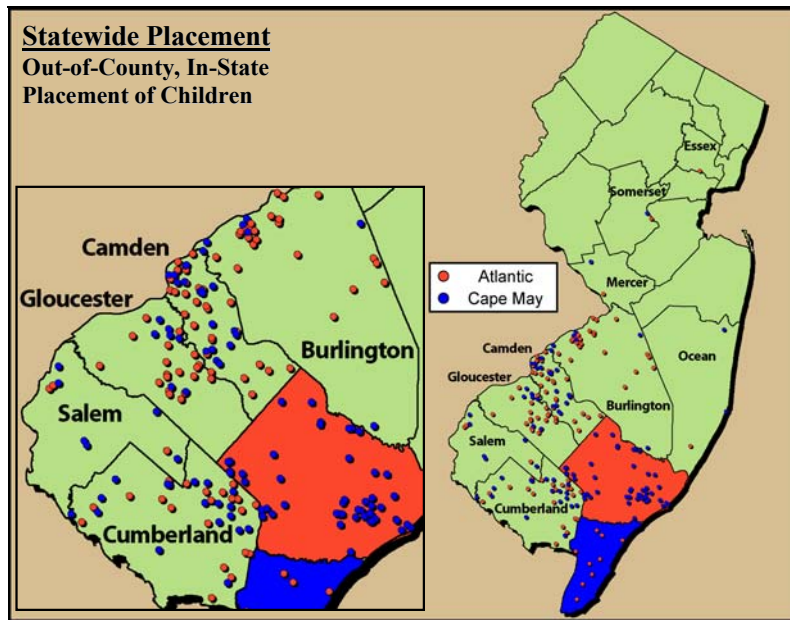 Statewide Placement
Out-of-County, In-State
Placement of Children
Camden
Gloucester
Burlington
Salem
Cumberland
Atlantic
Cape May
Essex
Somerset
Mercer
Ocean
Camden
Gloucester
Burlington
Salem
Cumberland